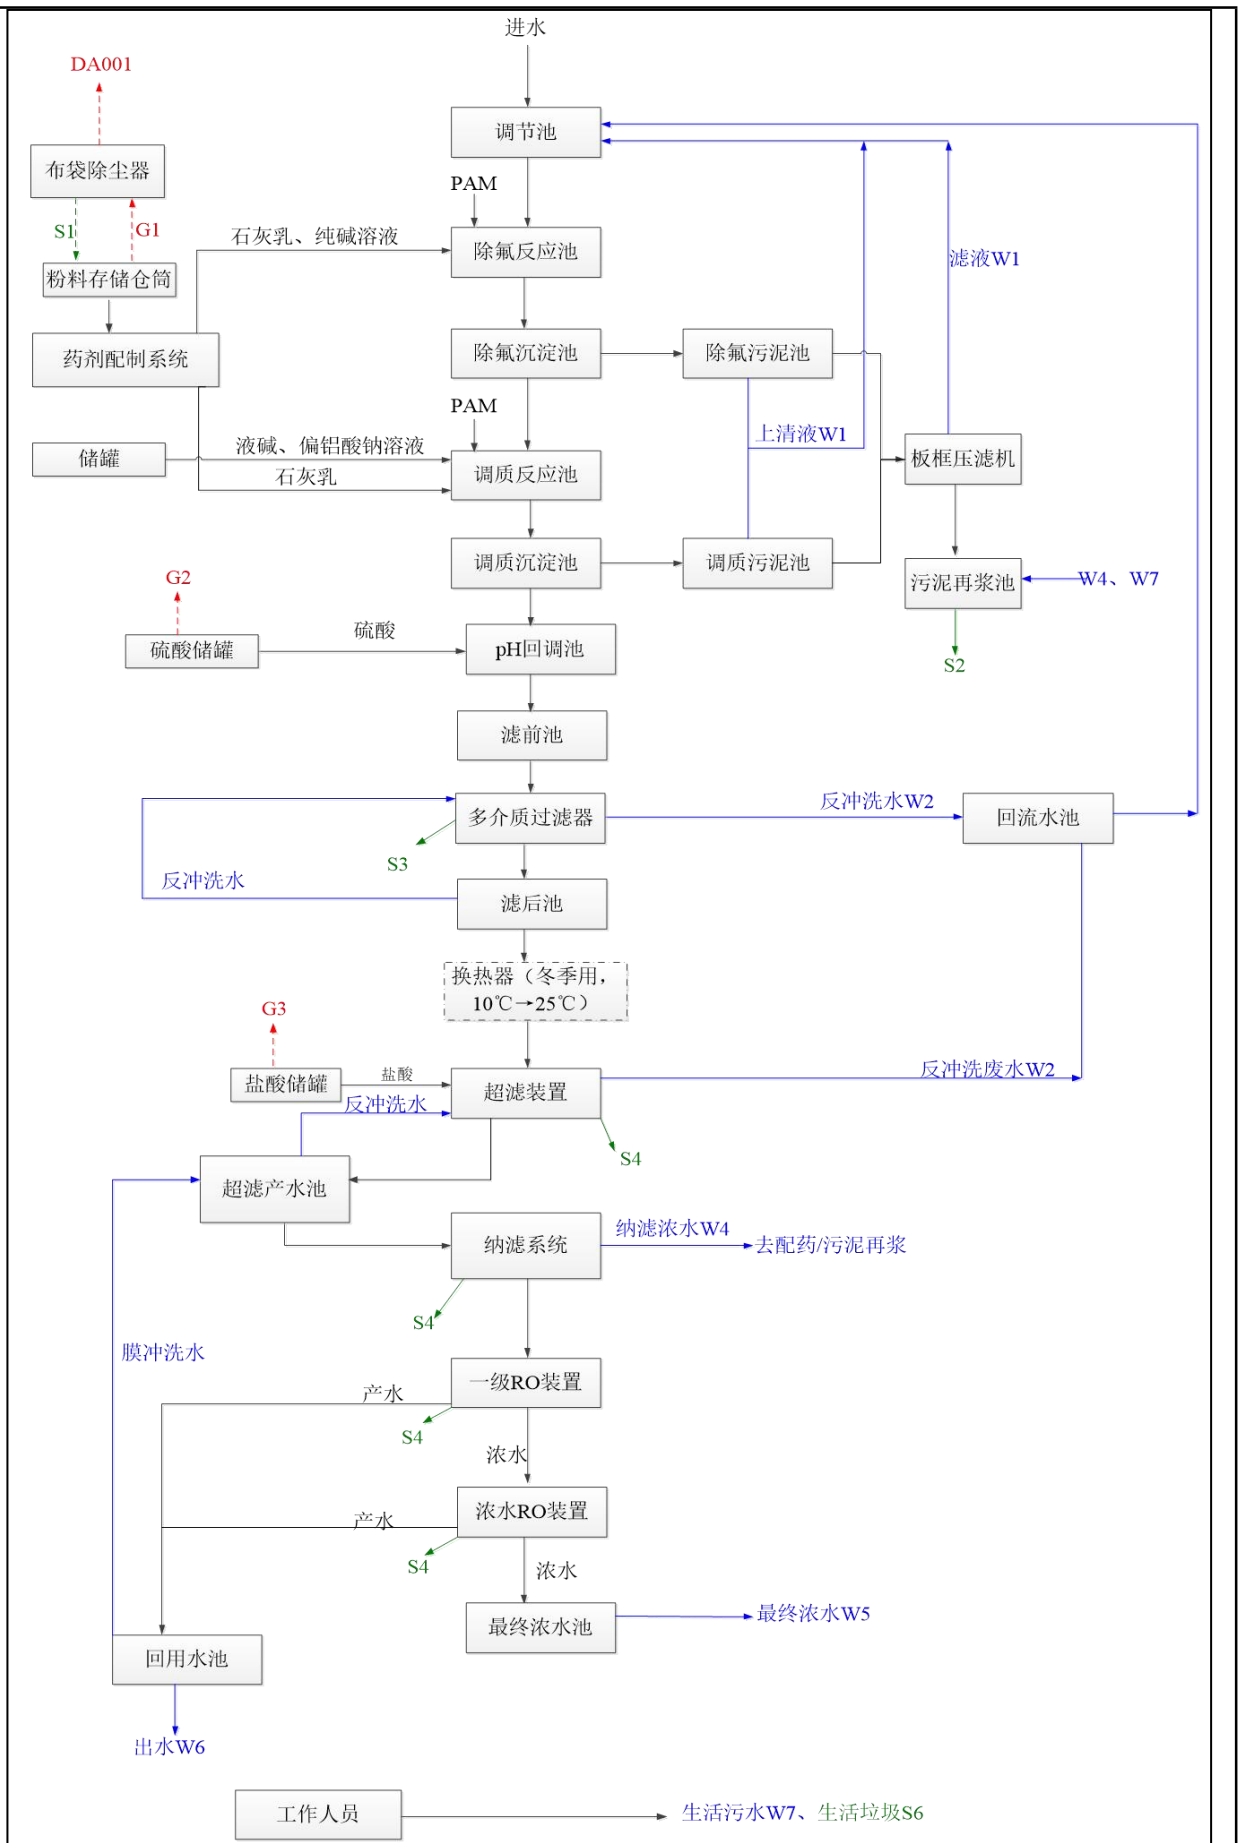 进水
DA001
调节池
布袋除尘器
PAM
S1
G1
石灰乳、纯碱溶液
除氟反应池
滤液W1
粉料存储仓筒
药剂配制系统
除氟沉淀池
除氟污泥池
PAM
上清液W1
储罐
液碱、偏铝酸钠溶液
石灰乳
调质反应池
板框压滤机
调质沉淀池
调质污泥池
G2
污泥再浆池
W4、W7
硫酸储罐
硫酸
pH回调池
S2
滤前池
多介质过滤器
反冲洗水W2
回流水池
S3
反冲洗水
滤后池
换热器（冬季用，
10℃→25℃）
G3
盐酸储罐
盐酸
超滤装置
反冲洗废水W2
反冲洗水
S4
超滤产水池
纳滤系统
纳滤浓水W4
去配药/污泥再浆
S4
膜冲洗水
一级RO装置
产水
S4
浓水
浓水RO装置
产水
S4
浓水
最终浓水池
最终浓水W5
回用水池
出水W6
工作人员
生活污水W7、生活垃圾S6